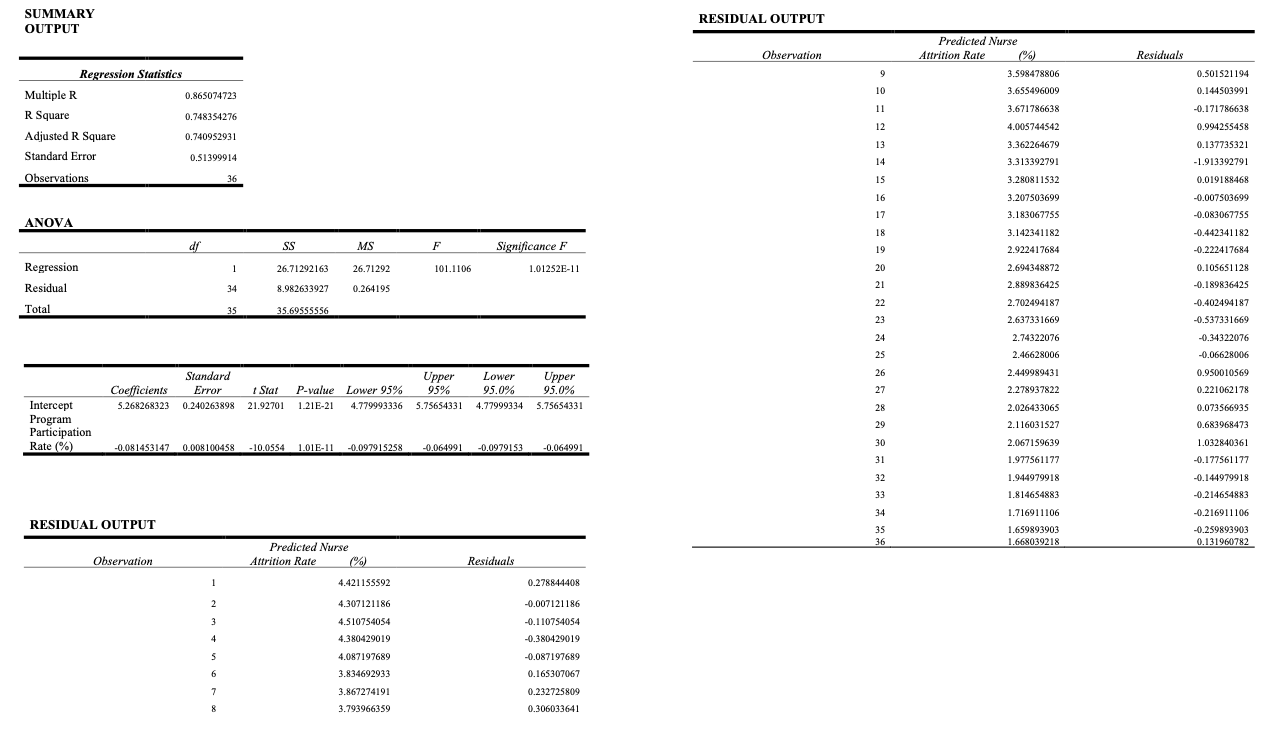 SUMMARY
OUTPUT
Regression Statistics
Multiple R 0.865074723
R Square 0.748354276
Adjusted R Square 0.740952931
Standard Error 0.51399914
Observations 36
ANOVA
df SS MS F Significance F
Regression 1 26.71292163 26.71292 101.1106 1.01252E-11
Residual 34 8.982633927 0.264195
Total 35 35.69555556
Standard Upper Lower Upper
Coefficients Error t Stat P-value Lower 95% 95% 95.0% 95.0%
Intercept 5.268268323 0.240263898 21.92701 1.21E-21 4.779993336 5.75654331 4.77999334 5.75654331
Program
Participation
Rate (%) -0.081453147 0.008100458 -10.0554 1.01E-11 -0.097915258 -0.064991 -0.0979153 -0.064991
RESIDUAL OUTPUT
Predicted Nurse
Observation Attrition Rate (%) Residuals
1 4.421155592 0.278844408
2 4.307121186 -0.007121186
3 4.510754054 -0.110754054
4 4.380429019 -0.380429019
5 4.087197689 -0.087197689
6 3.834692933 0.165307067
7 3.867274191 0.232725809
8 3.793966359 0.306033641
RESIDUAL OUTPUT
Predicted Nurse
Observation Attrition Rate (%) Residuals
9 3.598478806 0.501521194
10 3.655496009 0.144503991
11 3.671786638 -0.171786638
12 4.005744542 0.994255458
13 3.362264679 0.137735321
14 3.313392791 -1.913392791
15 3.280811532 0.019188468
16 3.207503699 -0.007503699
17 3.183067755 -0.083067755
18 3.142341182 -0.442341182
19 2.922417684 -0.222417684
20 2.694348872 0.105651128
21 2.889836425 -0.189836425
22 2.702494187 -0.402494187
23 2.637331669 -0.537331669
24 2.74322076 -0.34322076
25 2.46628006 -0.06628006
26 2.449989431 0.950010569
27 2.278937822 0.221062178
28 2.026433065 0.073566935
29 2.116031527 0.683968473
30 2.067159639 1.032840361
31 1.977561177 -0.177561177
32 1.944979918 -0.144979918
33 1.814654883 -0.214654883
34 1.716911106 -0.216911106
35 1.659893903 -0.259893903
36 1.668039218 0.131960782